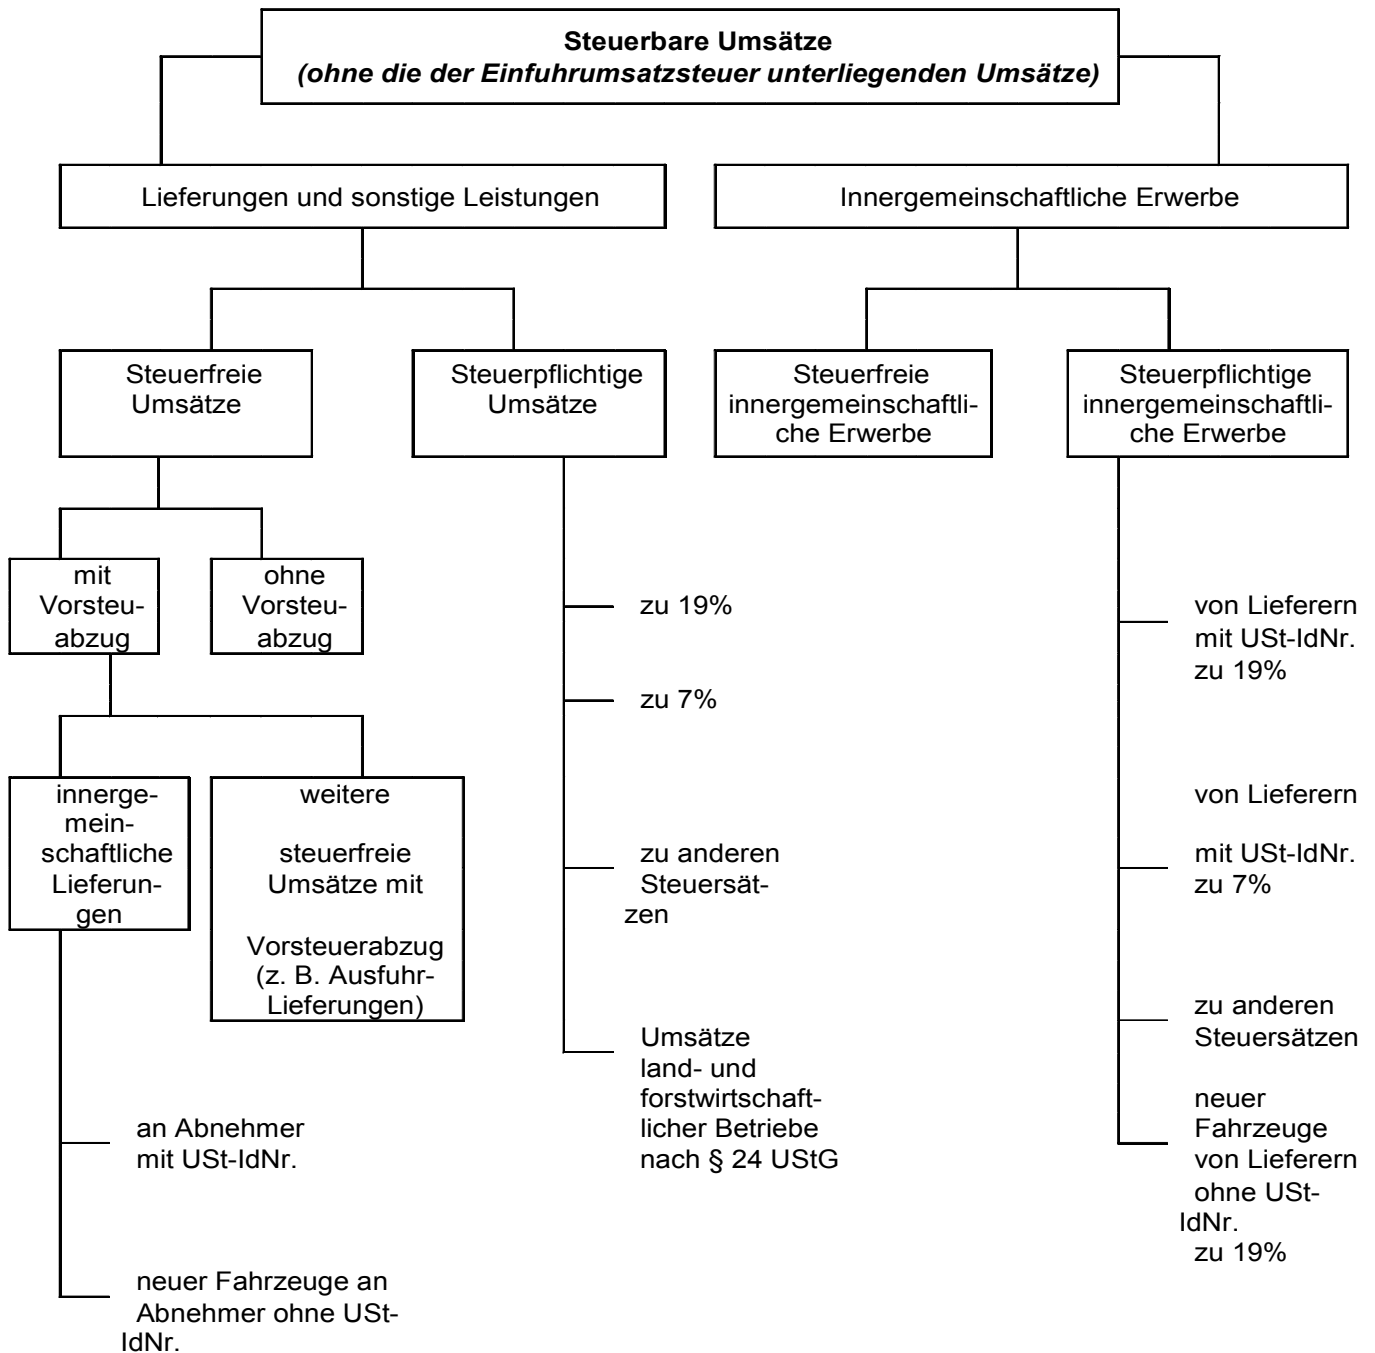 Steuerbare Umsätze
(ohne die der Einfuhrumsatzsteuer unterliegenden Umsätze)
Lieferungen und sonstige Leistungen
Innergemeinschaftliche Erwerbe
Steuerfreie
Umsätze
Steuerpflichtige
Umsätze
Steuerfreie
innergemeinschaftli-
che Erwerbe
Steuerpflichtige
innergemeinschaftli-
che Erwerbe
mit
Vorsteu-
abzug
ohne
Vorsteu-
abzug
innerge-
mein-
schaftliche
Lieferun-
gen
weitere
steuerfreie
Umsätze mit
Vorsteuerabzug
(z. B. Ausfuhr-
Lieferungen)
an Abnehmer
mit USt-IdNr.
neuer Fahrzeuge an
Abnehmer ohne USt-
IdNr.
zu 19%
zu 7%
zu anderen
Steuersät-
zen
Umsätze
land- und
forstwirtschaft-
licher Betriebe
nach § 24 UStG
von Lieferern
mit USt-IdNr.
zu 19%
von Lieferern
mit USt-IdNr.
zu 7%
zu anderen
Steuersätzen
neuer
Fahrzeuge
von Lieferern
ohne USt-
IdNr.
zu 19%